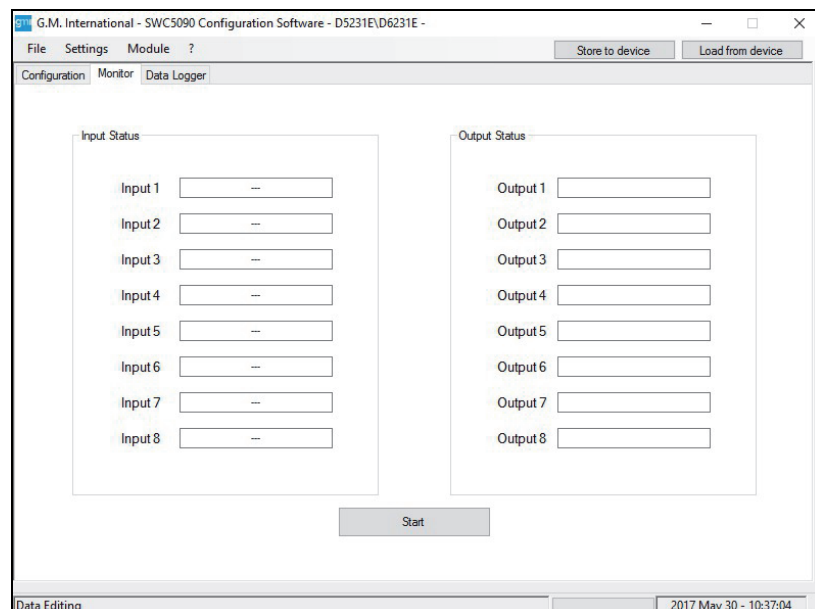 gmi G.M. International - SWC5090 Configuration Software - D5231E\D6231E -
File Settings Module ? Store to device Load from device
Configuration Monitor Data Logger
Input Status Output Status
Input 1 --- Output 1
Input 2 --- Output 2
Input 3 --- Output 3
Input 4 --- Output 4
Input 5 --- Output 5
Input 6 --- Output 6
Input 7 --- Output 7
Input 8 --- Output 8
Start
Data Editing 2017 May 30 - 10:37:04